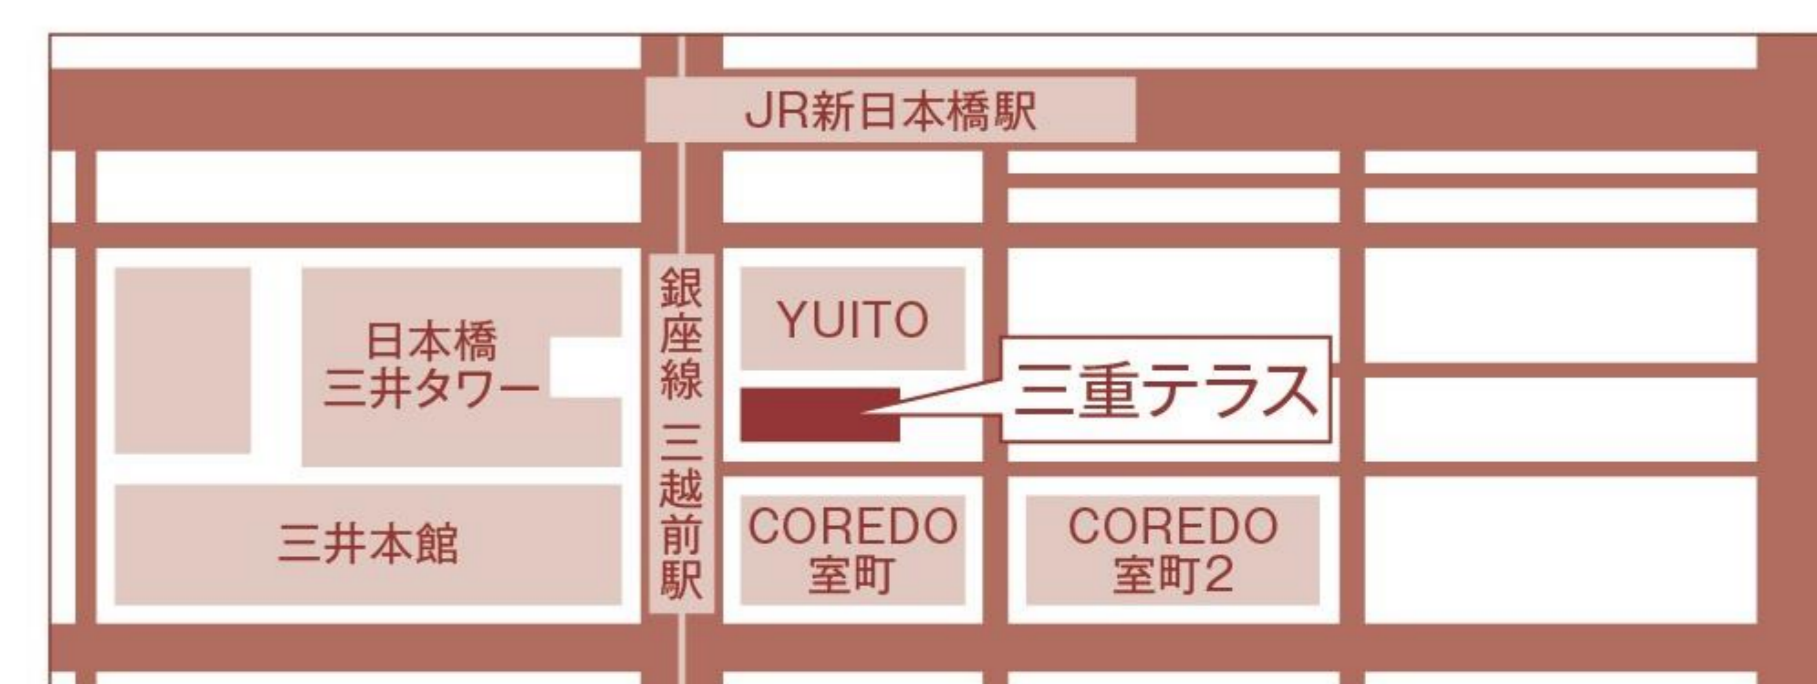 JR新日本橋駅
銀座線 三越前駅
YUITO
日本橋
三井タワー
三重テラス
三井本館
COREDO
室町
COREDO
室町2